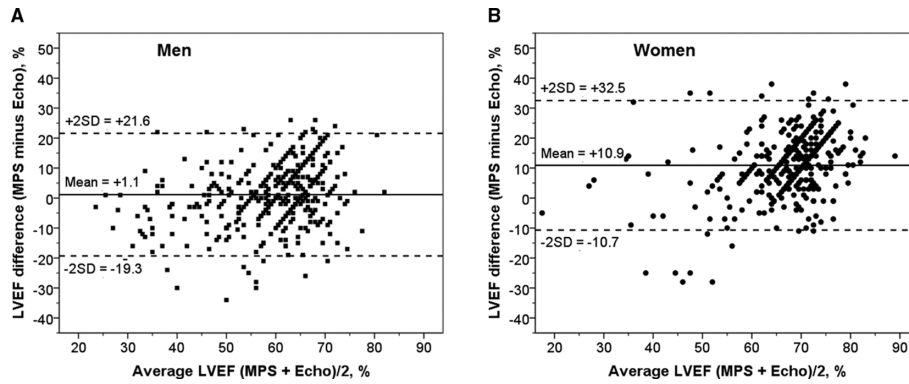 A
Men
LVEF difference (MPS minus Echo), %
50
40
30
20
10
0
-10
-20
-30
-40
+2SD = +21.6
Mean = +1.1
-2SD = -19.3
20 30 40 50 60 70 80 90
Average LVEF (MPS + Echo)/2, %
B
Women
LVEF difference (MPS minus Echo), %
50
40
30
20
10
0
-10
-20
-30
-40
+2SD = +32.5
Mean = +10.9
-2SD = -10.7
20 30 40 50 60 70 80 90
Average LVEF (MPS + Echo)/2, %